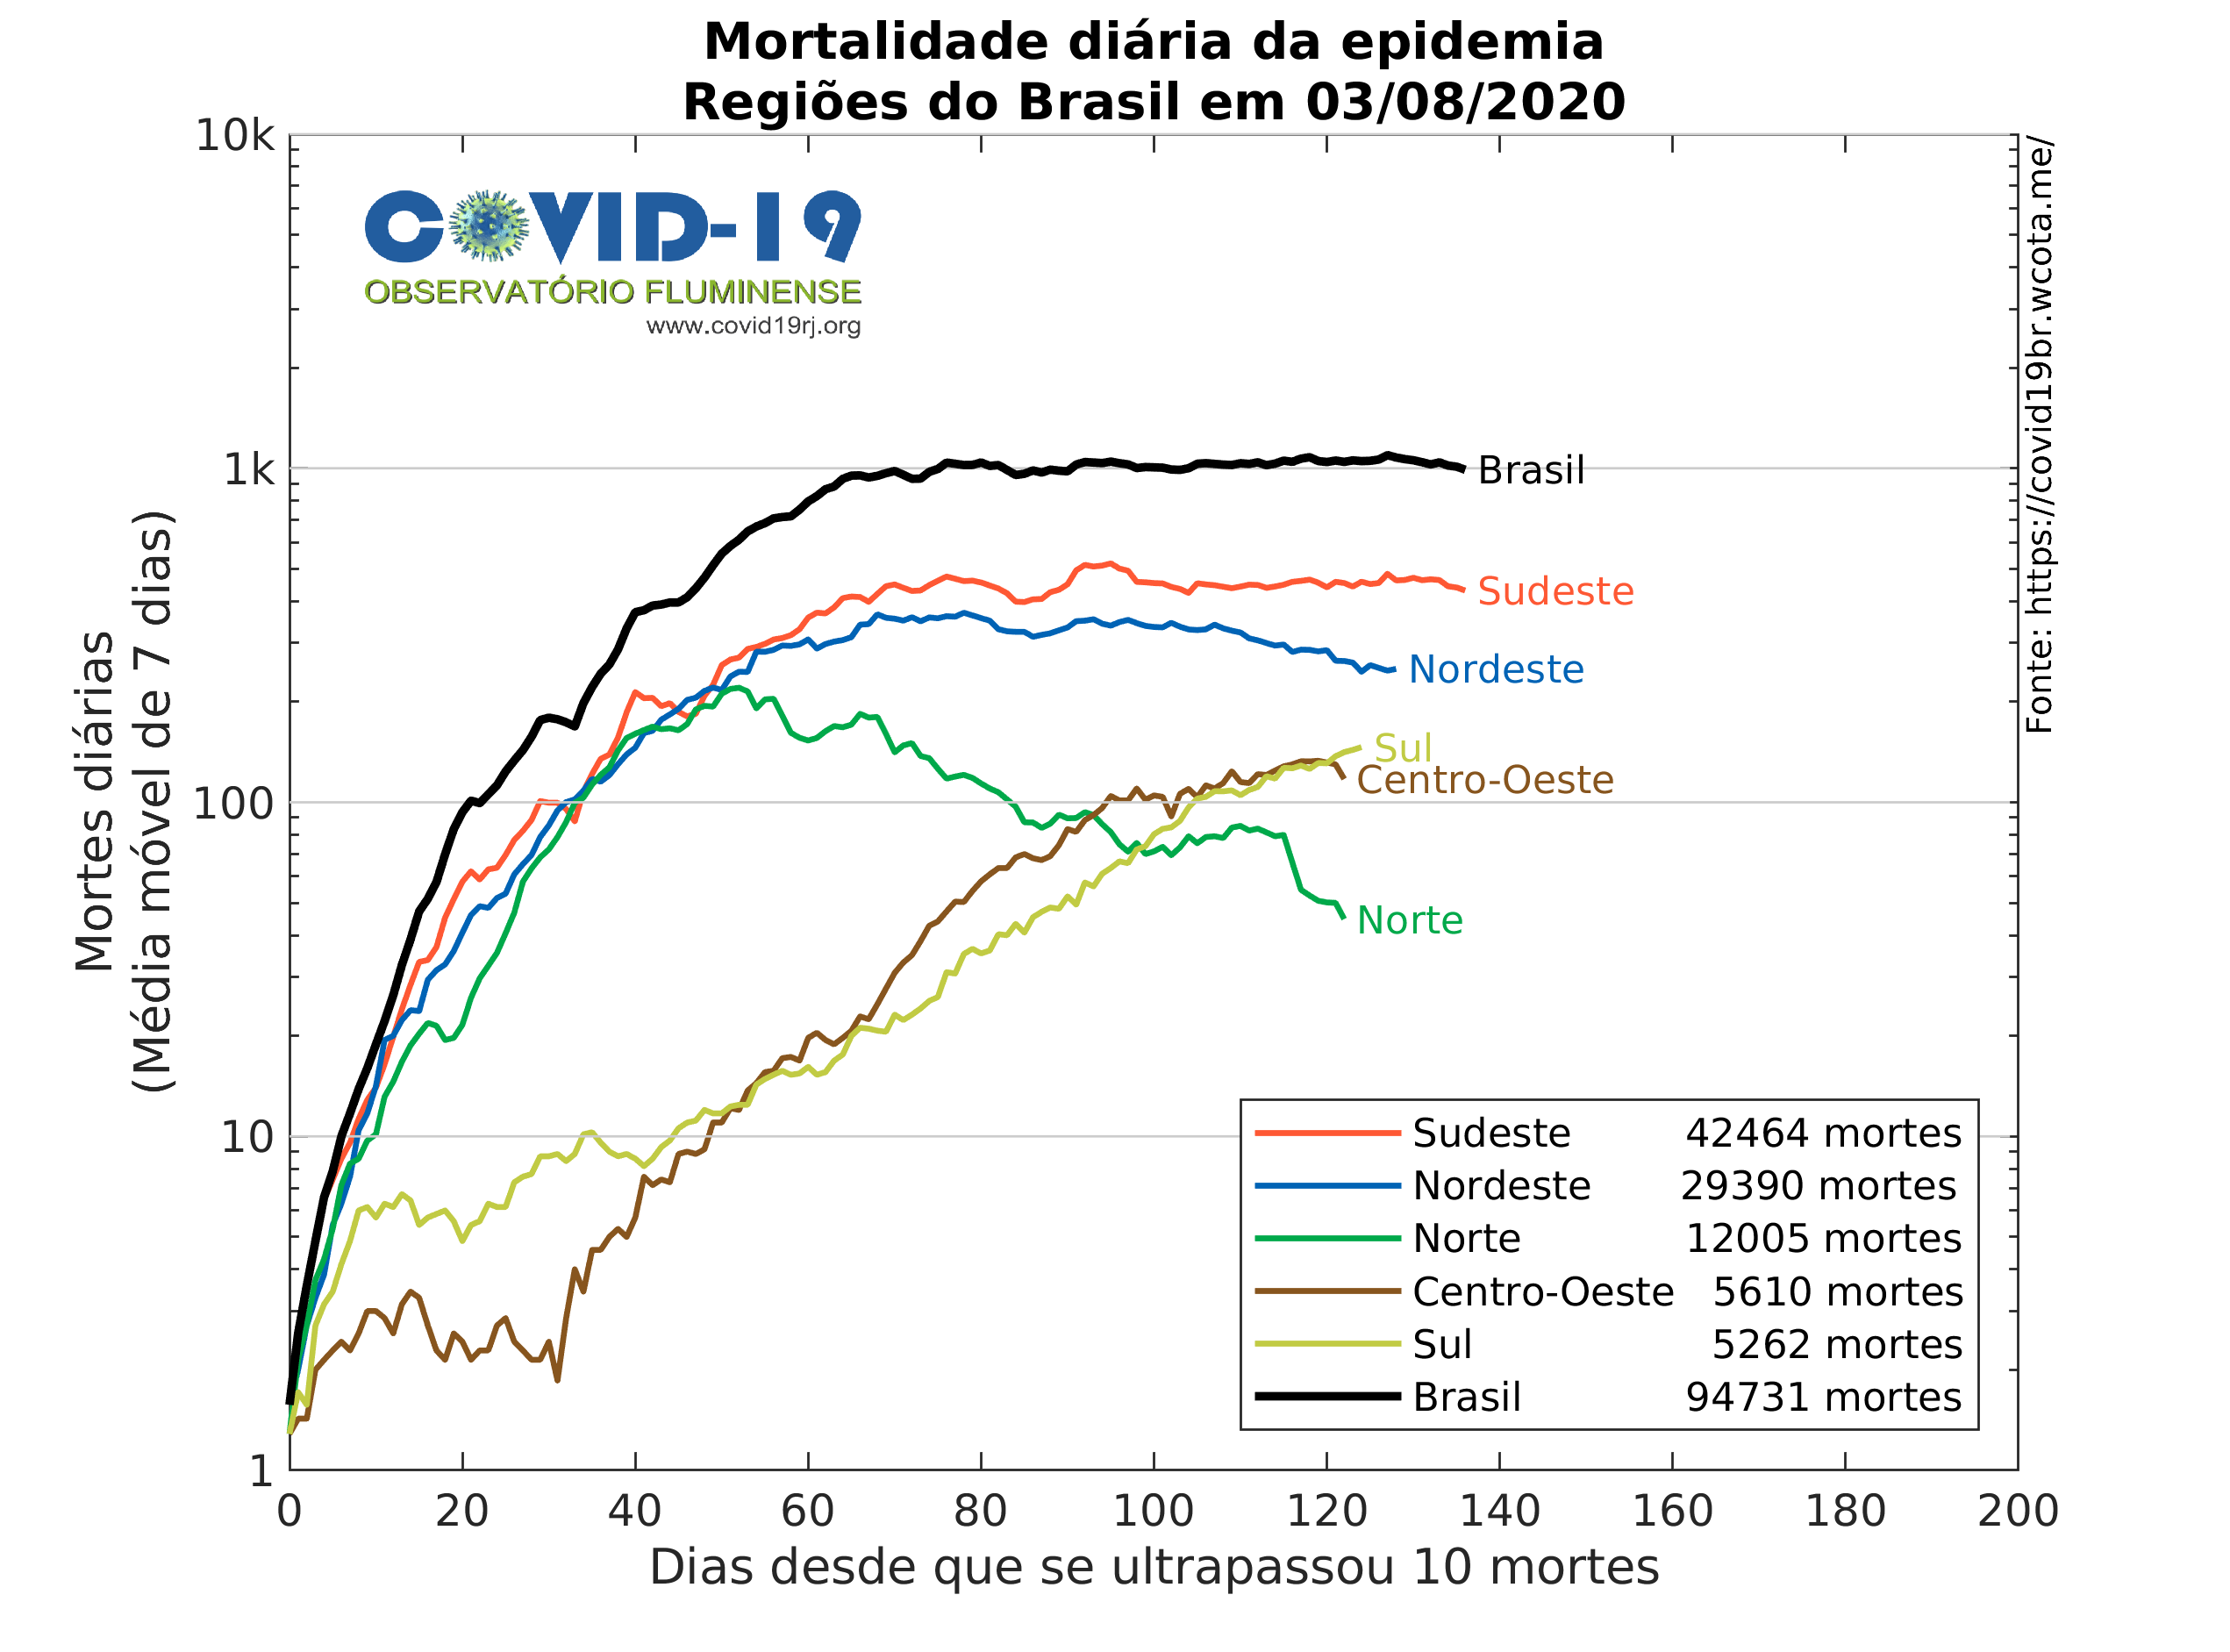 Mortalidade diária da epidemia
Regiões do Brasil em 03/08/2020
10k
1k
100
10
1
Mortes diárias
(Média móvel de 7 dias)
COVID-19
OBSERVATÓRIO FLUMINENSE
www.covid19rj.org
Brasil
Sudeste
Nordeste
Sul
Centro-Oeste
Norte
Fonte: https://covid19br.wcota.me/
Sudeste 42464 mortes
Nordeste 29390 mortes
Norte 12005 mortes
Centro-Oeste 5610 mortes
Sul 5262 mortes
Brasil 94731 mortes
0 20 40 60 80 100 120 140 160 180 200
Dias desde que se ultrapassou 10 mortes